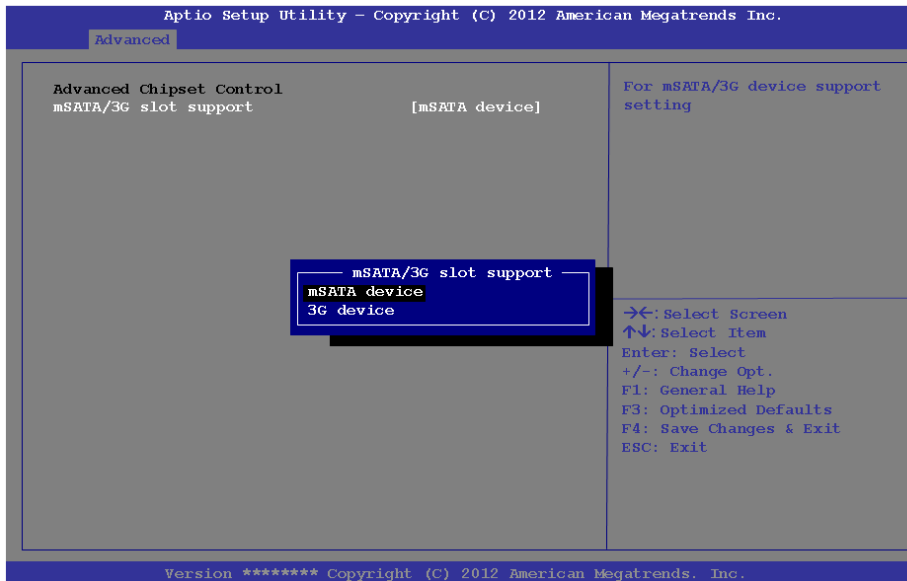 Aptio Setup Utility – Copyright (C) 2012 American Megatrends Inc.
Advanced
Advanced Chipset Control
mSATA/3G slot support [mSATA device]
For mSATA/3G device support
setting
mSATA/3G slot support
mSATA device
3G device
→←: Select Screen
↑↓: Select Item
Enter: Select
+/-: Change Opt.
F1: General Help
F3: Optimized Defaults
F4: Save Changes & Exit
ESC: Exit
Version ******** Copyright (C) 2012 American Megatrends. Inc.